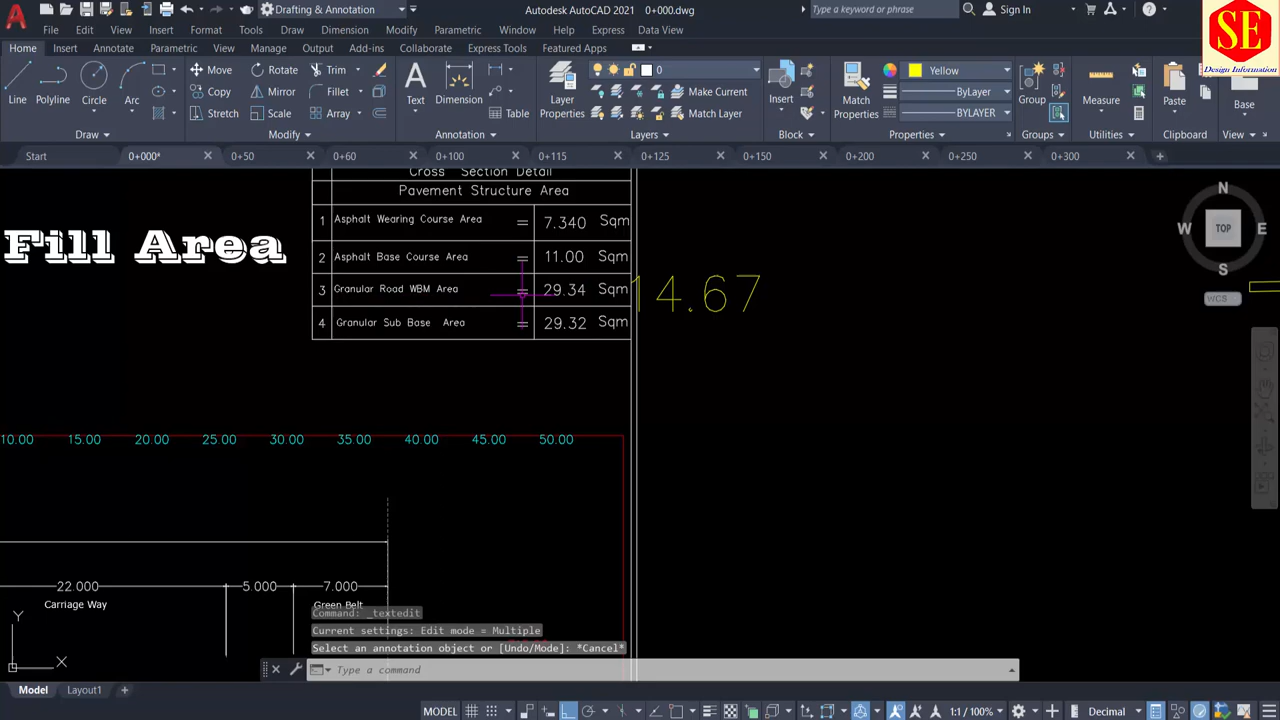 Drafting & Annotation
Autodesk AutoCAD 2021 0+000.dwg
Type a keyword or phrase
Sign In
SE
Design Information
File Edit View Insert Format Tools Draw Dimension Modify Parametric Window Help Express Data View
Home Insert Annotate Parametric View Manage Output Add-ins Collaborate Express Tools Featured Apps
Line Polyline Circle Arc
Move Rotate Trim
Copy Mirror Fillet
Stretch Scale Array
Text Dimension Table
Layer Properties
0
Make Current
Match Layer
Insert
Match Properties
Yellow
ByLayer
BYLAYER
Group
Measure
Paste
Base
Draw Modify Annotation Layers Block Properties Groups Utilities Clipboard View
Start 0+000* 0+50 0+60 0+100 0+115 0+125 0+150 0+200 0+250 0+300
Cross Section Detail
Pavement Structure Area
1 Asphalt Wearing Course Area = 7.340 Sqm
2 Asphalt Base Course Area = 11.00 Sqm
3 Granular Road WBM Area = 29.34 Sqm
4 Granular Sub Base Area = 29.32 Sqm
Fill Area
14.67
N
W TOP E
S
WCS
10.00 15.00 20.00 25.00 30.00 35.00 40.00 45.00 50.00
22.000 5.000 7.000
Carriage Way
Green Belt
Y
X
Command: _textedit
Current settings: Edit mode = Multiple
Select an annotation object or [Undo/Mode]: *Cancel*
Type a command
Model Layout1
MODEL
1:1 / 100%
Decimal